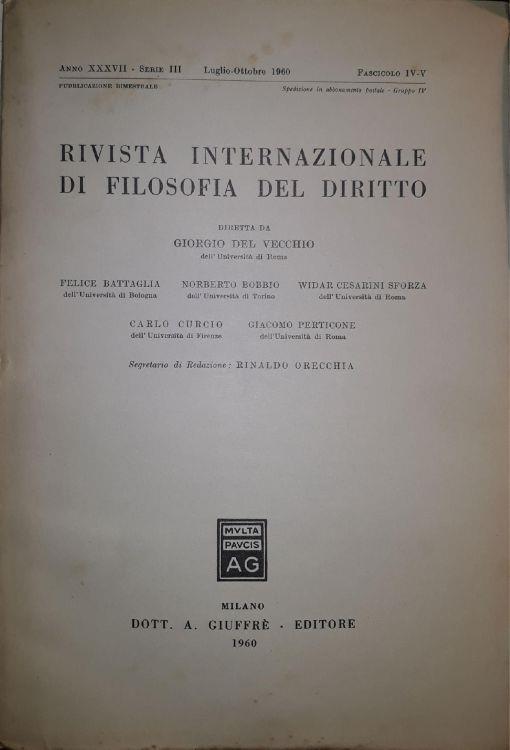 ANNO XXXVII - SERIE III Luglio-Ottobre 1960 FASCICOLO IV-V
PUBBLICAZIONE BIMESTRALE Spedizione in abbonamento postale - Gruppo IV
RIVISTA INTERNAZIONALE
DI FILOSOFIA DEL DIRITTO
DIRETTA DA
GIORGIO DEL VECCHIO
dell'Università di Roma
FELICE BATTAGLIA NORBERTO BOBBIO WIDAR CESARINI SFORZA
dell'Università di Bologna dell'Università di Torino dell'Università di Roma
CARLO CURCIO GIACOMO PERTICONE
dell'Università di Firenze dell'Università di Roma
Segretario di Redazione: RINALDO ORECCHIA
MVLTA
PAVCIS
AG
MILANO
DOTT. A. GIUFFRÈ - EDITORE
1960